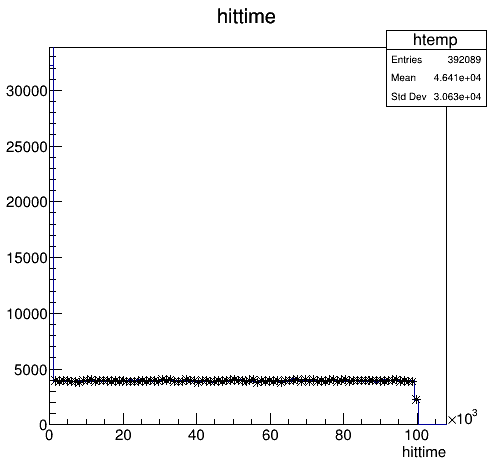 hittime
htemp
Entries 392089
Mean 4.641e+04
Std Dev 3.063e+04
30000
25000
20000
15000
10000
5000
0
0 20 40 60 80 100 ×10³
hittime